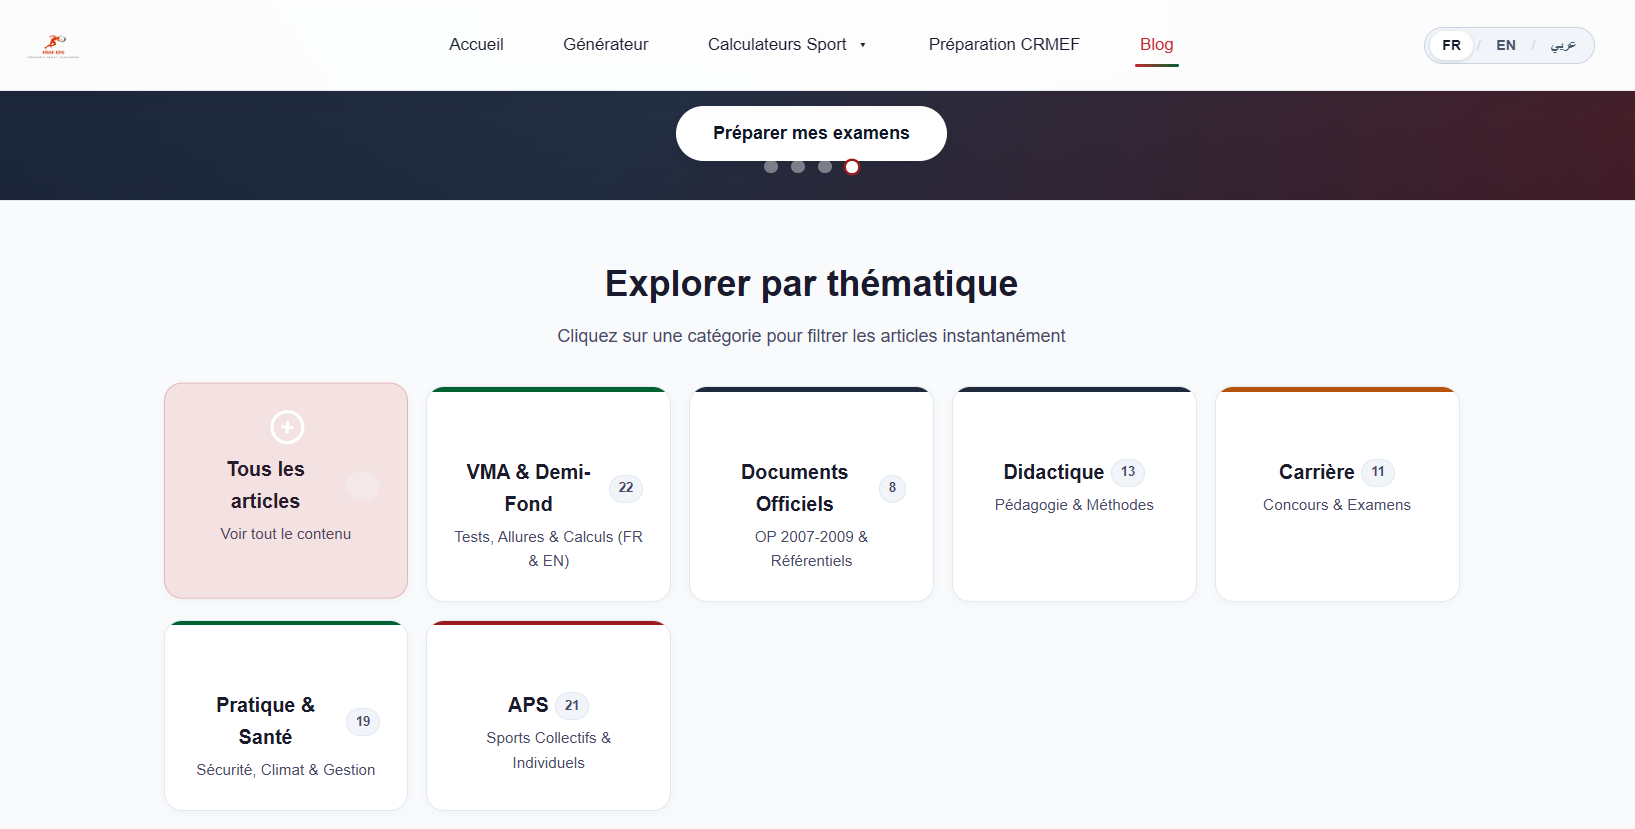 PROF EPS
Accueil
Générateur
Calculateurs Sport
Préparation CRMEF
Blog
FR / EN / عربي
Préparer mes examens
Explorer par thématique
Cliquez sur une catégorie pour filtrer les articles instantanément
Tous les
articles
Voir tout le contenu
VMA & Demi-
Fond
22
Tests, Allures & Calculs (FR
& EN)
Documents
Officiels
8
OP 2007-2009 &
Référentiels
Didactique 13
Pédagogie & Méthodes
Carrière 11
Concours & Examens
Pratique &
Santé
19
Sécurité, Climat & Gestion
APS 21
Sports Collectifs &
Individuels